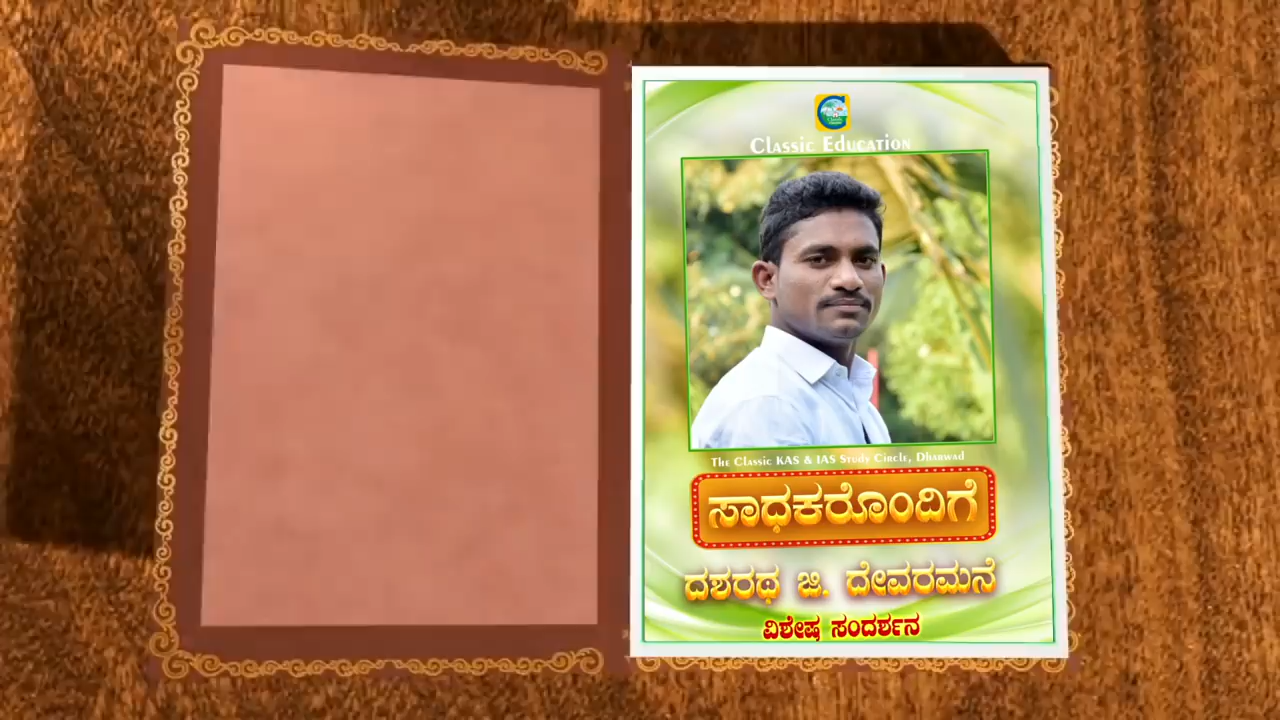 Classic Education
The Classic KAS & IAS Study Circle, Dharwad
ಸಾಧಕರೊಂದಿಗೆ
ದಶರಥ ಜಿ. ದೇವರಮನೆ
ವಿಶೇಷ ಸಂದರ್ಶನ